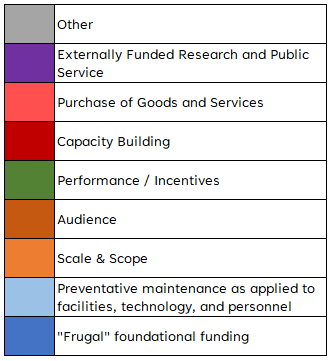 Other
Externally Funded Research and Public
Service
Purchase of Goods and Services
Capacity Building
Performance / Incentives
Audience
Scale & Scope
Preventative maintenance as applied to
facilities, technology, and personnel
"Frugal" foundational funding